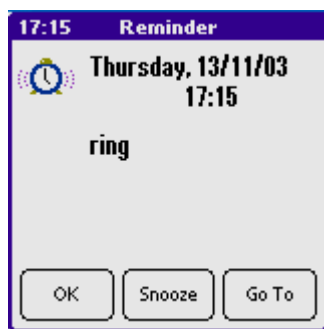 17:15 Reminder
Thursday, 13/11/03
17:15
ring
OK Snooze Go To